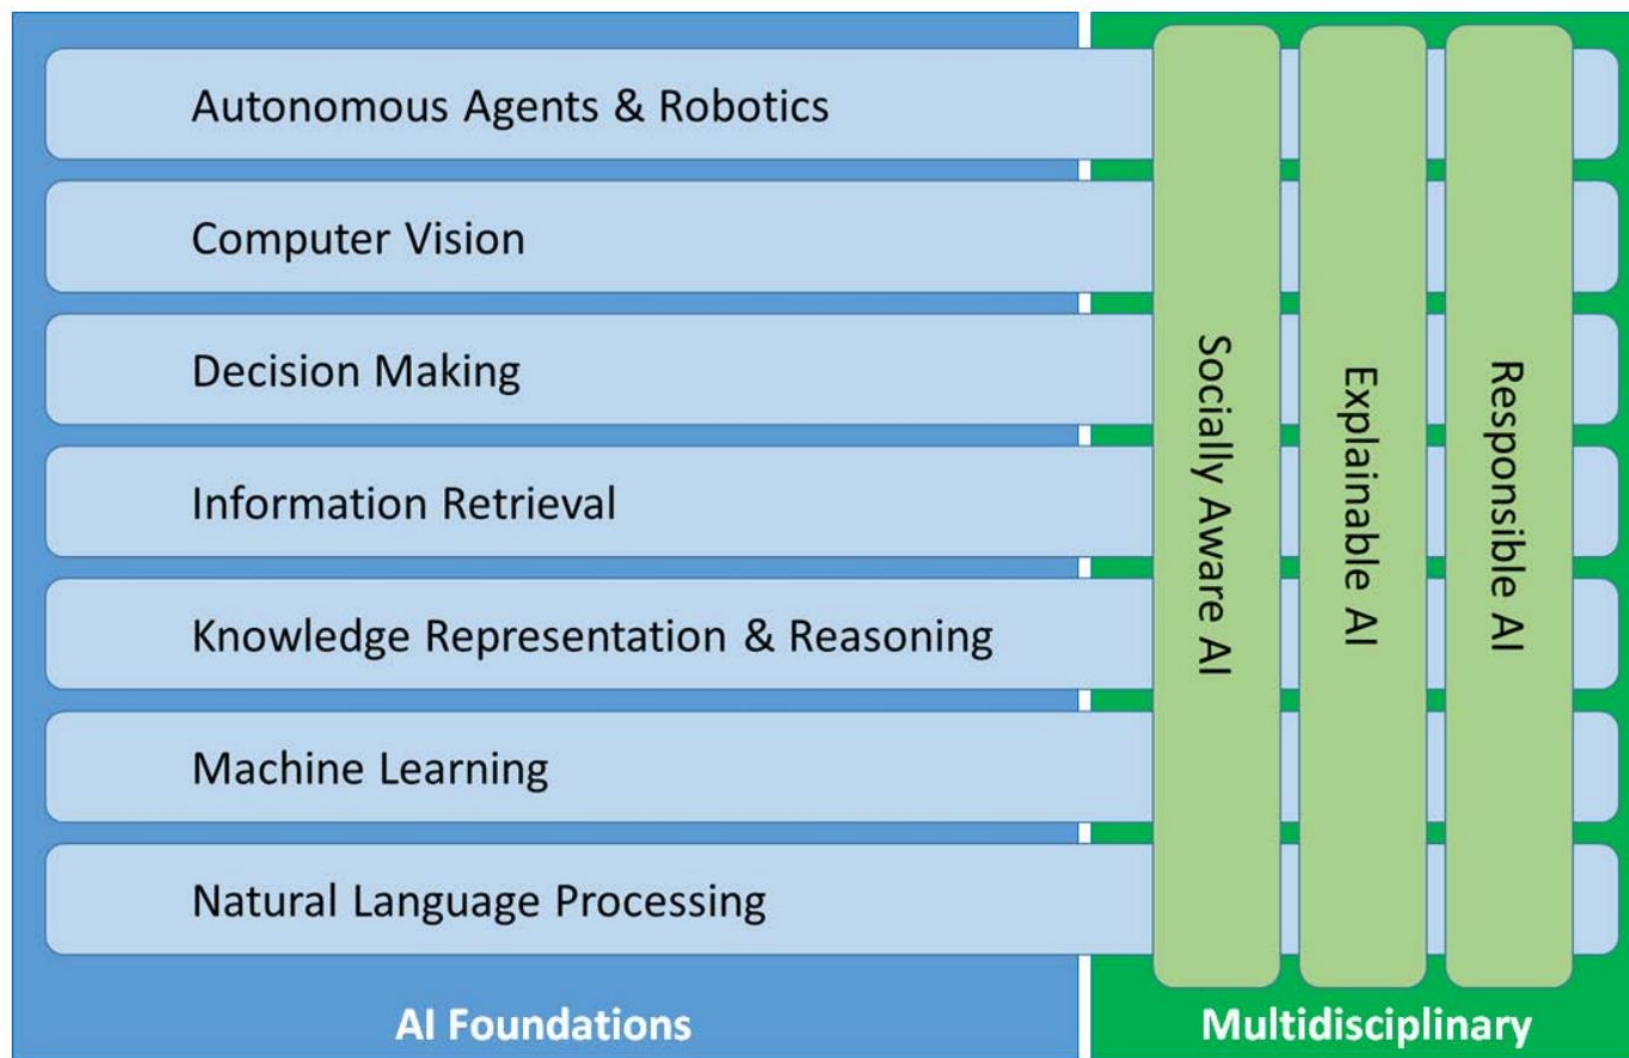 Autonomous Agents & Robotics
Computer Vision
Decision Making
Information Retrieval
Knowledge Representation & Reasoning
Machine Learning
Natural Language Processing
Socially Aware AI
Explainable AI
Responsible AI
AI Foundations
Multidisciplinary